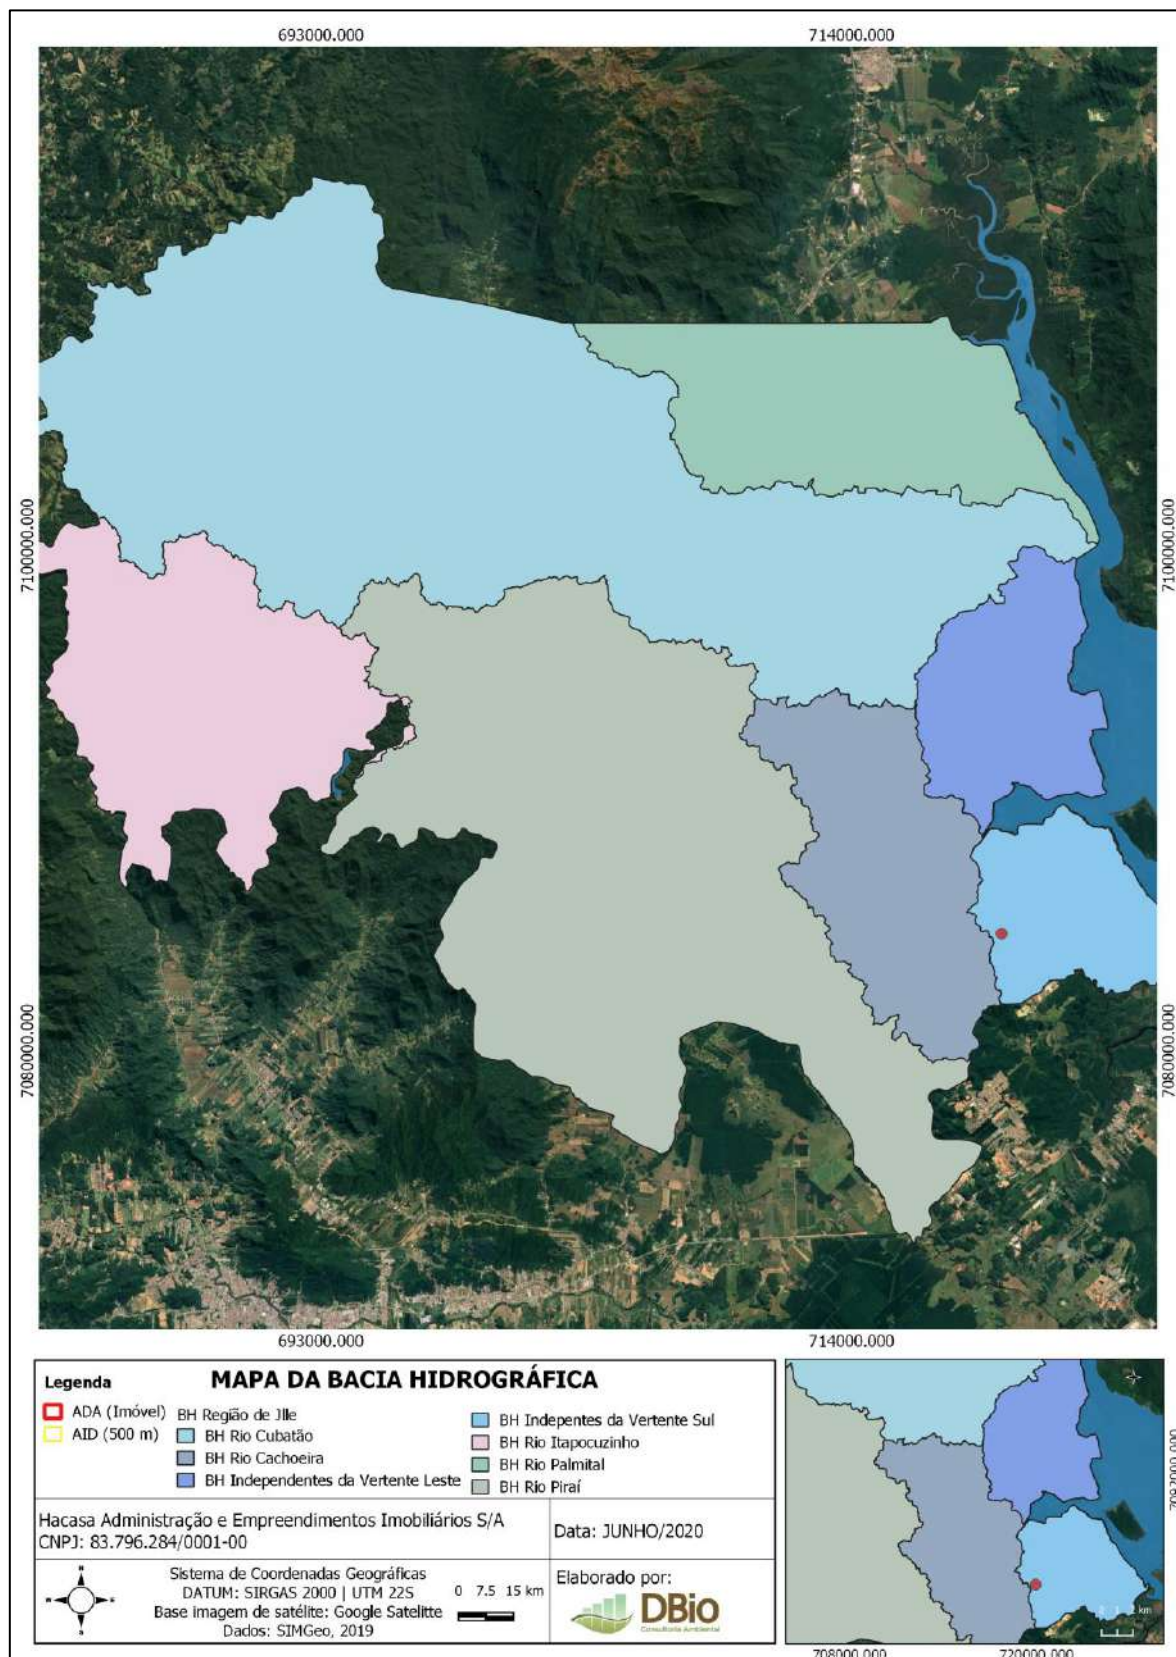 693000.000 714000.000
7100000.000 7100000.000
7080000.000 7080000.000
693000.000 714000.000
Legenda
MAPA DA BACIA HIDROGRÁFICA
ADA (Imóvel)
AID (500 m)
BH Região de Jlle
BH Rio Cubatão
BH Rio Cachoeira
BH Independentes da Vertente Leste
BH Indepentes da Vertente Sul
BH Rio Itapocuzinho
BH Rio Palmital
BH Rio Piraí
Hacasa Administração e Empreendimentos Imobiliários S/A
CNPJ: 83.796.284/0001-00
Data: JUNHO/2020
Sistema de Coordenadas Geográficas
DATUM: SIRGAS 2000 | UTM 22S
Base imagem de satélite: Google Satelitte
Dados: SIMGeo, 2019
0 7.5 15 km
Elaborado por:
DBio
Consultoria Ambiental
7092000.000
708000.000 720000.000